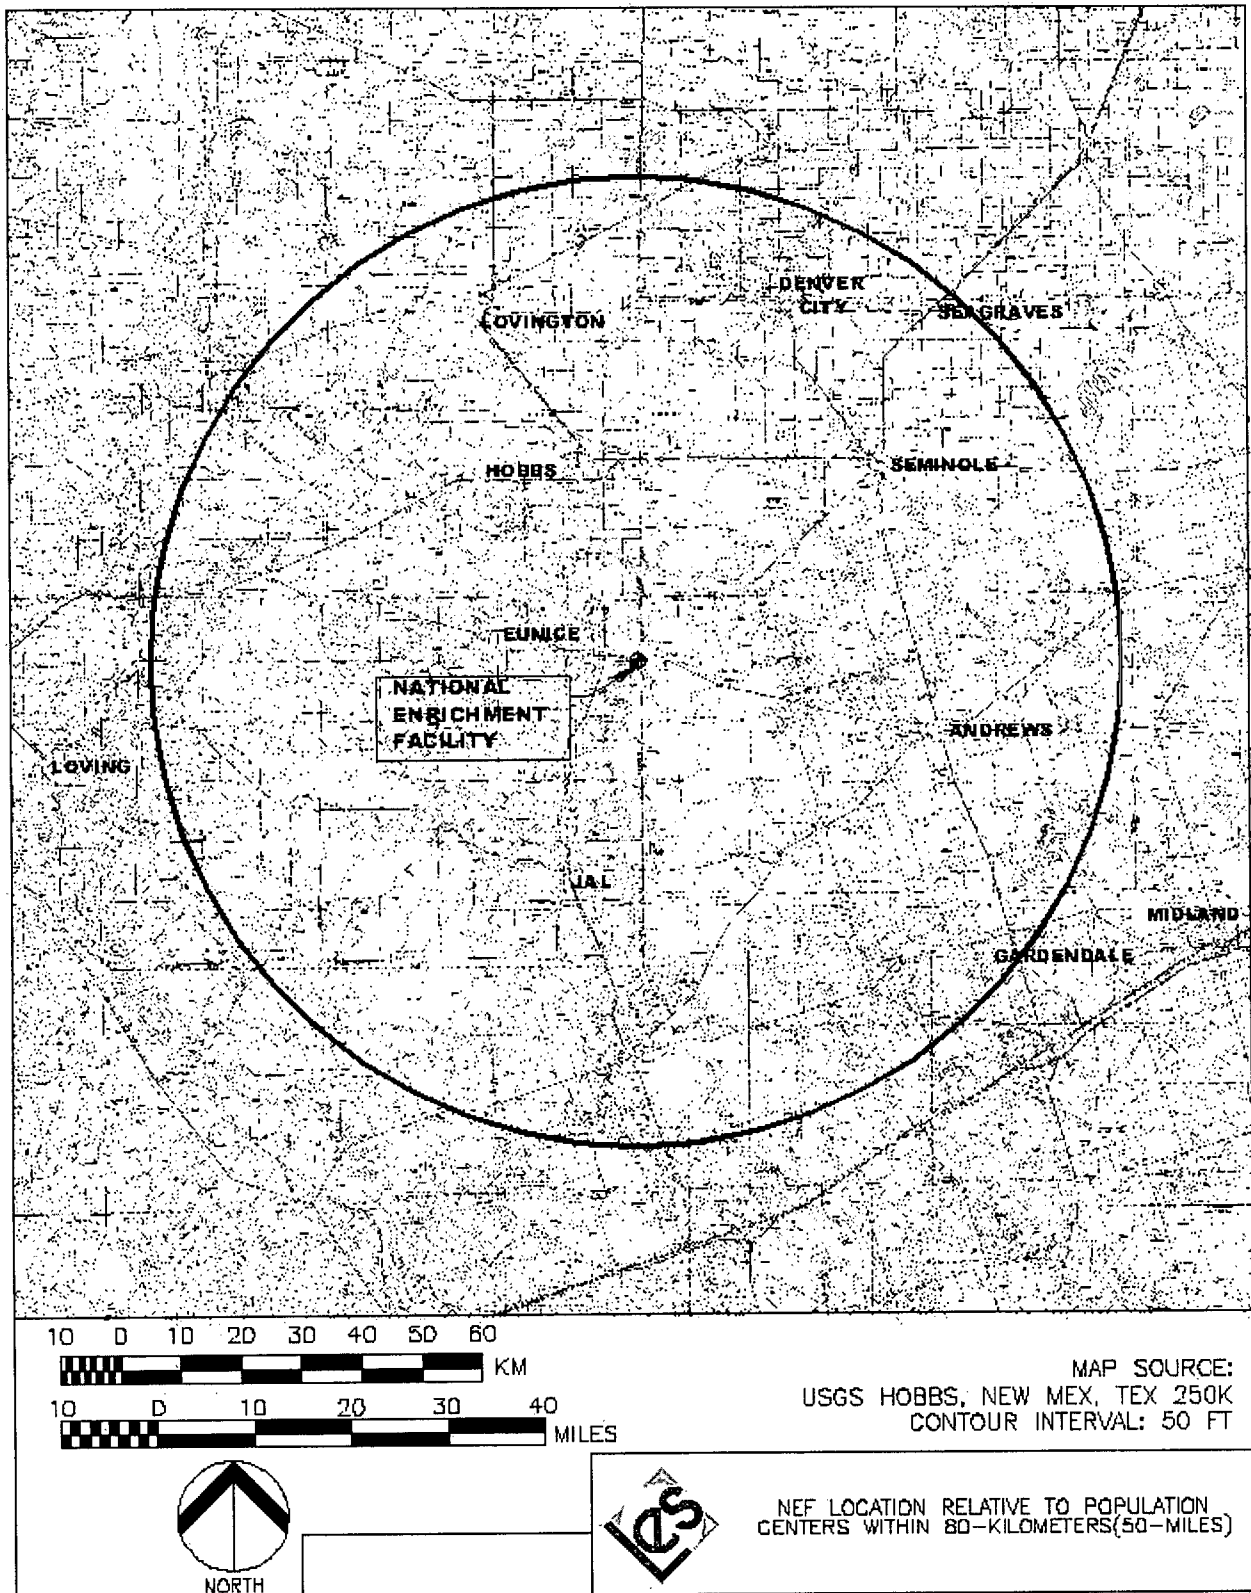 DENVER
CITY
SEAGRAVES
LOVINGTON
HOBBS
SEMINOLE
EUNICE
NATIONAL
ENRICHMENT
FACILITY
ANDREWS
LOVING
JAL
MIDLAND
GARDENDALE
10 0 10 20 30 40 50 60
KM
10 0 10 20 30 40
MILES
MAP SOURCE:
USGS HOBBS, NEW MEX, TEX 250K
CONTOUR INTERVAL: 50 FT
NORTH
Les
NEF LOCATION RELATIVE TO POPULATION
CENTERS WITHIN 80-KILOMETERS(50-MILES)